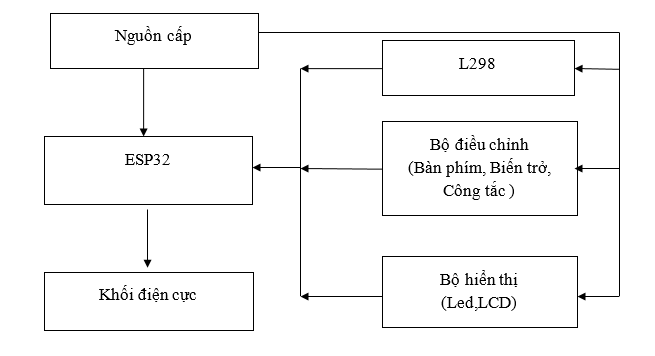 Nguồn cấp
L298
ESP32
Bộ điều chỉnh
(Bàn phím, Biến trở,
Công tắc )
Khối điện cực
Bộ hiển thị
(Led,LCD)